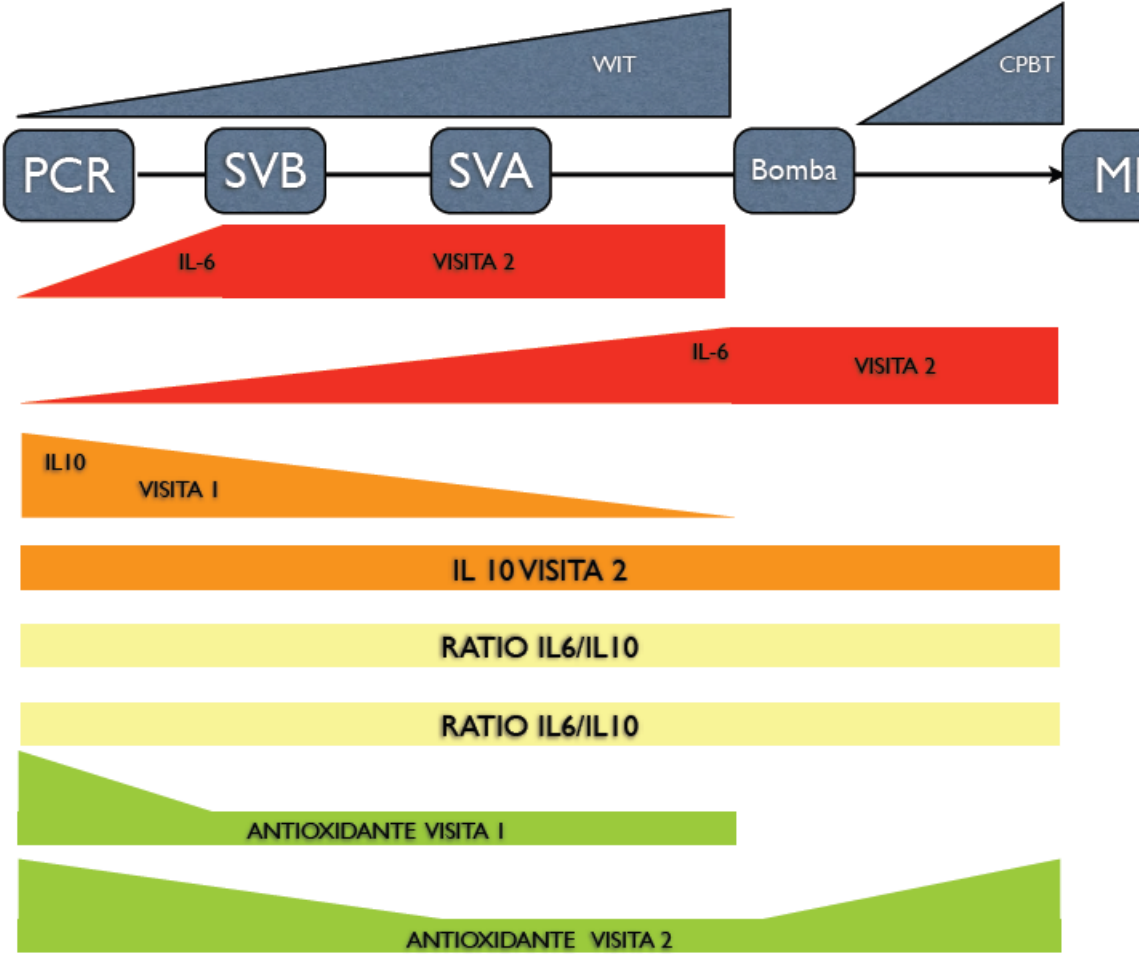 WIT
CPBT
PCR
SVB
SVA
Bomba
IL-6
VISITA 2
IL-6
VISITA 2
IL10
VISITA 1
IL 10 VISITA 2
RATIO IL6/IL10
RATIO IL6/IL10
ANTIOXIDANTE VISITA 1
ANTIOXIDANTE VISITA 2